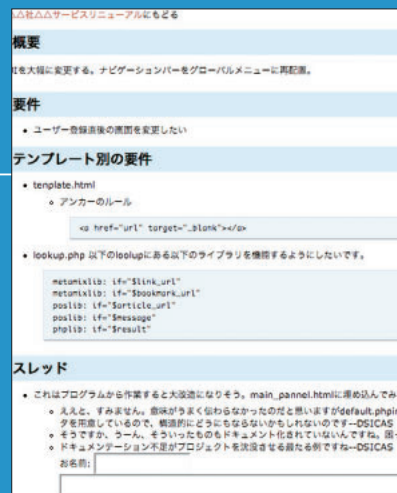 △△社△△サービスリニューアルにもどる
概要
を大幅に変更する。ナビゲーションバーをグローバルメニューに再配置。
要件
• ユーザー登録直後の画面を変更したい
テンプレート別の要件
• tenplate.html
◦ アンカーのルール
<a href="url" target="_blank"></a>
• lookup.php 以下のloolupにある以下のライブラリを機能するようにしたいです。
metamixlib: if="$link_url"
metamixlib: if="$bookmark_url"
poslib: if="$article_url"
poslib: if="$message"
phplib: if="$result"
スレッド
• これはプログラムから作業すると大改造になりそう。main_pannel.htmlに埋め込んでみ
◦ ええと、すみません。意味がうまく伝わらなかったのだと思いますがdefault.phpin
タを用意しているので、構造的にどうにもならないかもしれないのです--DSICAS
◦ そうですか、うーん、そういったものもドキュメント化されていないんですね。困っ
◦ ドキュメンテーション不足がプロジェクトを沈没させる最たる例ですね--DSICAS
お名前: